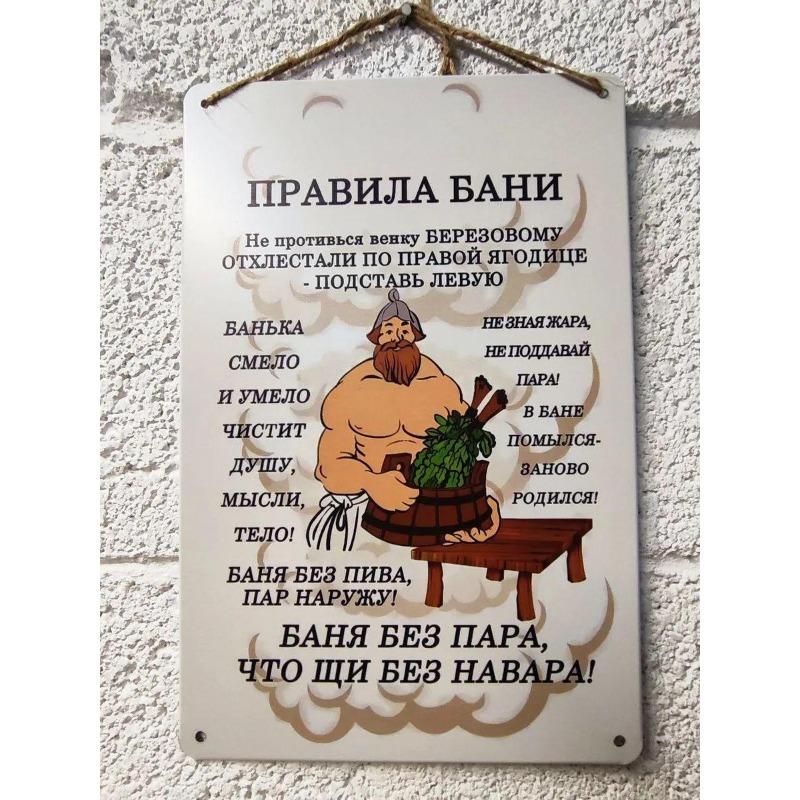 ПРАВИЛА БАНИ
Не противься венку БЕРЕЗОВОМУ
ОТХЛЕСТАЛИ ПО ПРАВОЙ ЯГОДИЦЕ
- ПОДСТАВЬ ЛЕВУЮ
БАНЬКА
СМЕЛО
И УМЕЛО
ЧИСТИТ
ДУШУ,
МЫСЛИ,
ТЕЛО!
НЕ ЗНАЯ ЖАРА,
НЕ ПОДДАВАЙ
ПАРА!
В БАНЕ
ПОМЫЛСЯ-
ЗАНОВО
РОДИЛСЯ!
БАНЯ БЕЗ ПИВА,
ПАР НАРУЖУ!
БАНЯ БЕЗ ПАРА,
ЧТО ЩИ БЕЗ НАВАРА!